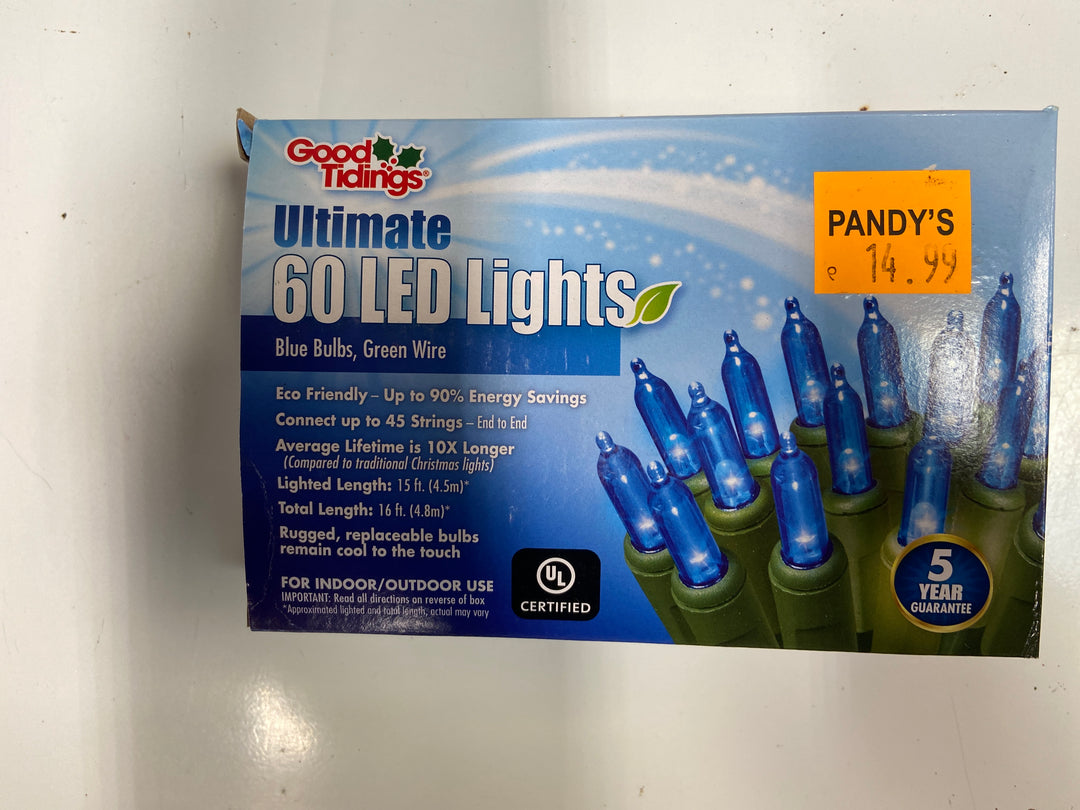 Good
Tidings®
Ultimate
60 LED Lights
Blue Bulbs, Green Wire
Eco Friendly – Up to 90% Energy Savings
Connect up to 45 Strings – End to End
Average Lifetime is 10X Longer
(Compared to traditional Christmas lights)
Lighted Length: 15 ft. (4.5m)*
Total Length: 16 ft. (4.8m)*
Rugged, replaceable bulbs
remain cool to the touch
FOR INDOOR/OUTDOOR USE
IMPORTANT: Read all directions on reverse of box
*Approximated lighted and total length, actual may vary
UL
CERTIFIED
PANDY'S
e 14.99
5
YEAR
GUARANTEE